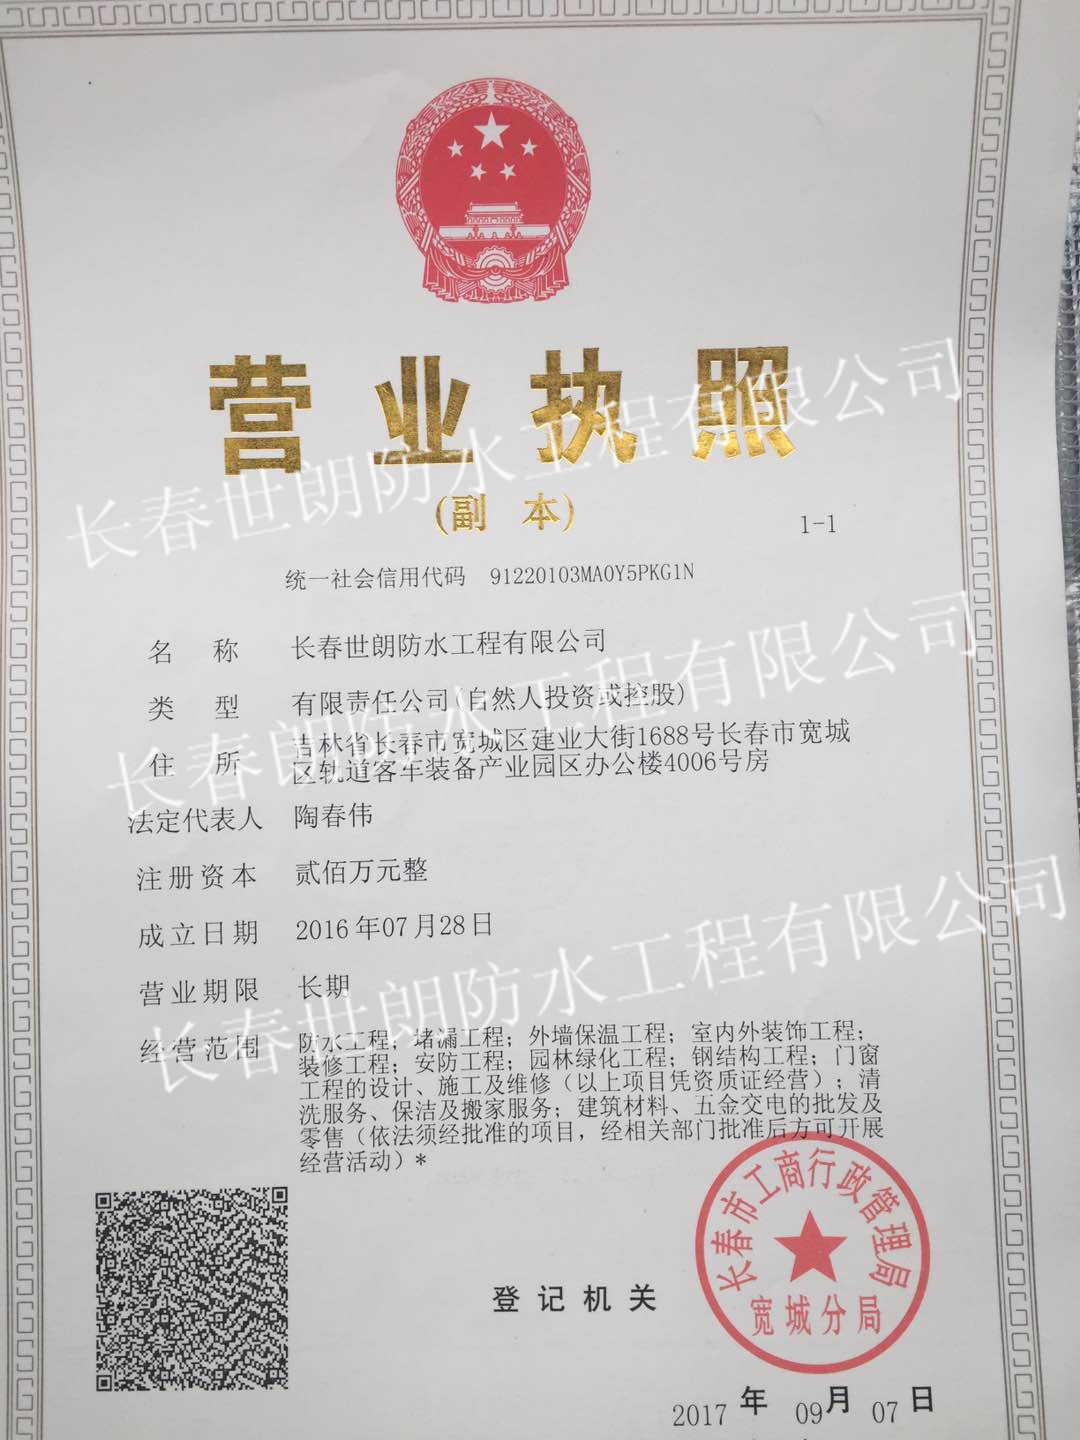 营业执照
(副 本)
1-1
统一社会信用代码 91220103MA0Y5PKG1N
名 称 长春世朗防水工程有限公司
类 型 有限责任公司(自然人投资或控股)
住 所 吉林省长春市宽城区建业大街1688号长春市宽城
区轨道客车装备产业园区办公楼4006号房
法定代表人 陶春伟
注册资本 贰佰万元整
成立日期 2016年07月28日
营业期限 长期
经营范围 防水工程；堵漏工程；外墙保温工程；室内外装饰工程；
装修工程；安防工程；园林绿化工程；钢结构工程；门窗
工程的设计、施工及维修（以上项目凭资质证经营）；清
洗服务、保洁及搬家服务；建筑材料、五金交电的批发及
零售（依法须经批准的项目，经相关部门批准后方可开展
经营活动）*
登记机关
长春市工商行政管理局
宽城分局
2017年09月07日
长春世朗防水工程有限公司
长春世朗防水工程有限公司
长春世朗防水工程有限公司